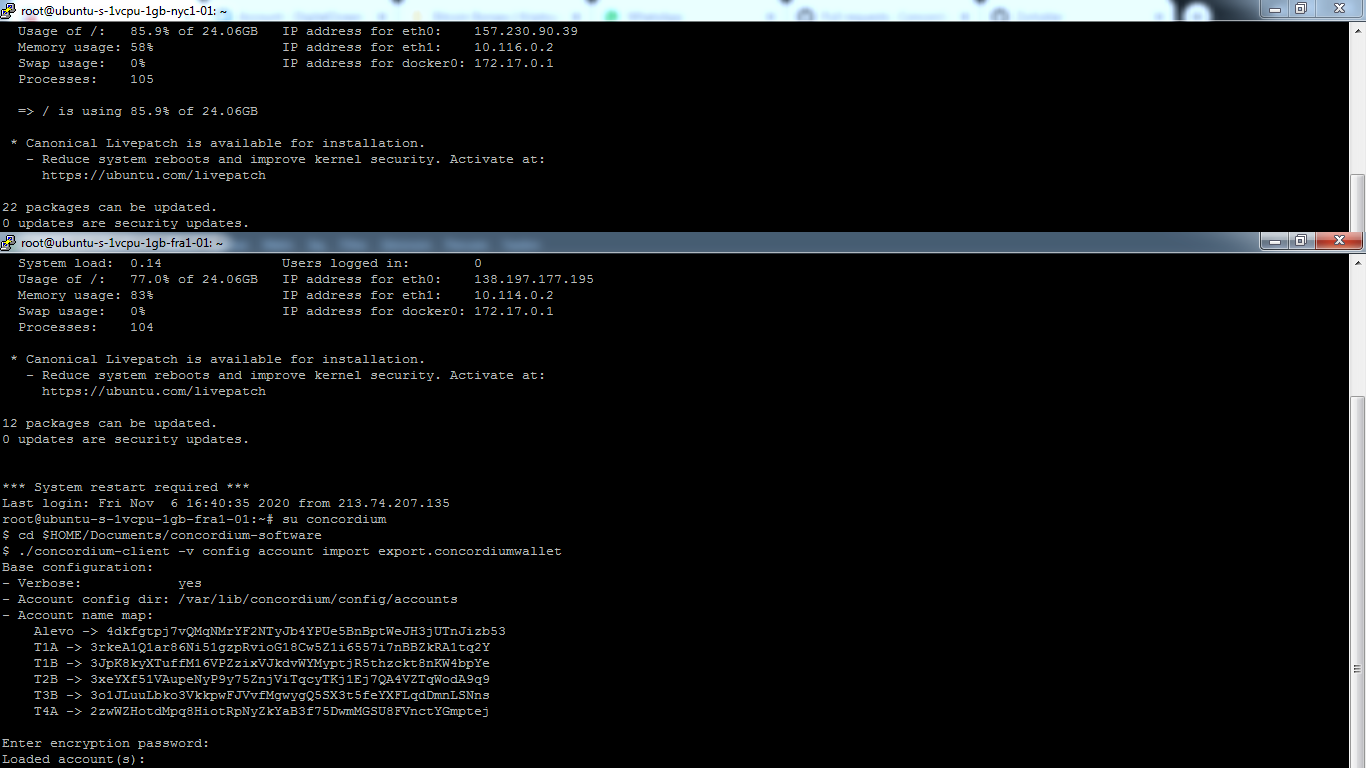 root@ubuntu-s-1vcpu-1gb-nyc1-01: ~
Usage of /:   85.9% of 24.06GB   IP address for eth0:    157.230.90.39
Memory usage: 58%                IP address for eth1:    10.116.0.2
Swap usage:   0%                 IP address for docker0: 172.17.0.1
Processes:    105
=> / is using 85.9% of 24.06GB
* Canonical Livepatch is available for installation.
- Reduce system reboots and improve kernel security. Activate at:
https://ubuntu.com/livepatch
22 packages can be updated.
0 updates are security updates.
root@ubuntu-s-1vcpu-1gb-fra1-01: ~
System load:  0.14               Users logged in:        0
Usage of /:   77.0% of 24.06GB   IP address for eth0:    138.197.177.195
Memory usage: 83%                IP address for eth1:    10.114.0.2
Swap usage:   0%                 IP address for docker0: 172.17.0.1
Processes:    104
* Canonical Livepatch is available for installation.
- Reduce system reboots and improve kernel security. Activate at:
https://ubuntu.com/livepatch
12 packages can be updated.
0 updates are security updates.
*** System restart required ***
Last login: Fri Nov  6 16:40:35 2020 from 213.74.207.135
root@ubuntu-s-1vcpu-1gb-fra1-01:~# su concordium
$ cd $HOME/Documents/concordium-software
$ ./concordium-client -v config account import export.concordiumwallet
Base configuration:
- Verbose:            yes
- Account config dir: /var/lib/concordium/config/accounts
- Account name map:
Alevo -> 4dkfgtpj7vQMqNMrYF2NTyJb4YPUe5BnBptWeJH3jUTnJizb53
T1A -> 3rkeA1Q1ar86Ni51gzpRvioG18Cw5Z1i6557i7nBBZkRA1tq2Y
T1B -> 3JpK8kyXTuffM16VPZzixVJkdvWYMyptjR5thzckt8nKW4bpYe
T2B -> 3xeYXf51VAupeNyP9y75ZnjViTqcyTKj1Ej7QA4VZTqWodA9q9
T3B -> 3o1JLuuLbko3VkkpwFJVvfMgwygQ5SX3t5feYXFLqdDmnLSNns
T4A -> 2zwWZHotdMpq8HiotRpNyZkYaB3f75DwmMGSU8FVnctYGmptej
Enter encryption password:
Loaded account(s):